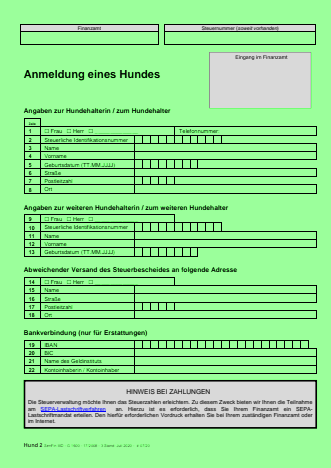 Finanzamt
Steuernummer (soweit vorhanden)
Eingang im Finanzamt
Anmeldung eines Hundes
Angaben zur Hundehalterin / zum Hundehalter
Zeile
1 ☐ Frau ☐ Herr ☐ Telefonnummer:
2 Steuerliche Identifikationsnummer
3 Name
4 Vorname
5 Geburtsdatum (TT.MM.JJJJ)
6 Straße
7 Postleitzahl
8 Ort
Angaben zur weiteren Hundehalterin / zum weiteren Hundehalter
9 ☐ Frau ☐ Herr ☐
10 Steuerliche Identifikationsnummer
11 Name
12 Vorname
13 Geburtsdatum (TT.MM.JJJJ)
Abweichender Versand des Steuerbescheides an folgende Adresse
14 ☐ Frau ☐ Herr ☐
15 Name
16 Straße
17 Postleitzahl
18 Ort
Bankverbindung (nur für Erstattungen)
19 IBAN
20 BIC
21 Name des Geldinstituts
22 Kontoinhaberin / Kontoinhaber
HINWEIS BEI ZAHLUNGEN
Die Steuerverwaltung möchte Ihnen das Steuerzahlen erleichtern. Zu diesem Zweck bieten wir Ihnen die Teilnahme
am SEPA-Lastschriftverfahren an. Hierzu ist es erforderlich, dass Sie Ihrem Finanzamt ein SEPA-
Lastschriftmandat erteilen. Den hierfür erforderlichen Vordruck erhalten Sie bei Ihrem zuständigen Finanzamt oder
im Internet.
Hund 2